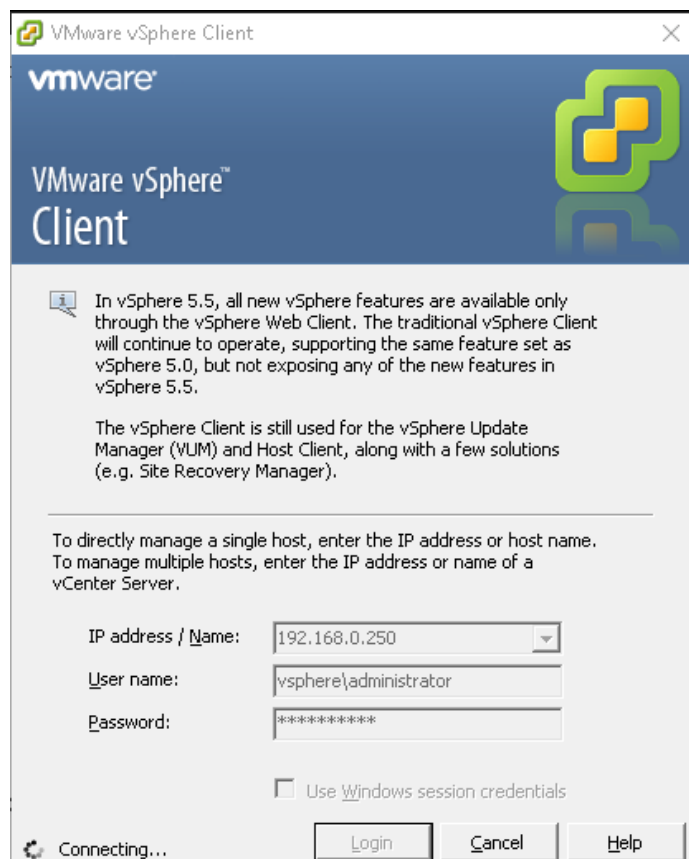 VMware vSphere Client
vmware®
VMware vSphere™
Client
In vSphere 5.5, all new vSphere features are available only
through the vSphere Web Client. The traditional vSphere Client
will continue to operate, supporting the same feature set as
vSphere 5.0, but not exposing any of the new features in
vSphere 5.5.
The vSphere Client is still used for the vSphere Update
Manager (VUM) and Host Client, along with a few solutions
(e.g. Site Recovery Manager).
To directly manage a single host, enter the IP address or host name.
To manage multiple hosts, enter the IP address or name of a
vCenter Server.
IP address / Name: 192.168.0.250
User name: vsphere\administrator
Password: **********
Use Windows session credentials
Connecting... Login Cancel Help